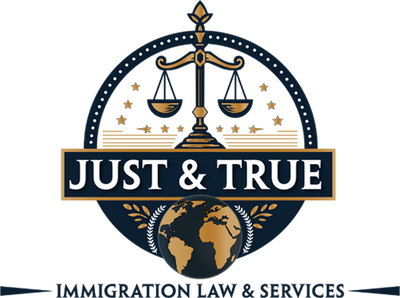 JUST & TRUE
IMMIGRATION LAW & SERVICES